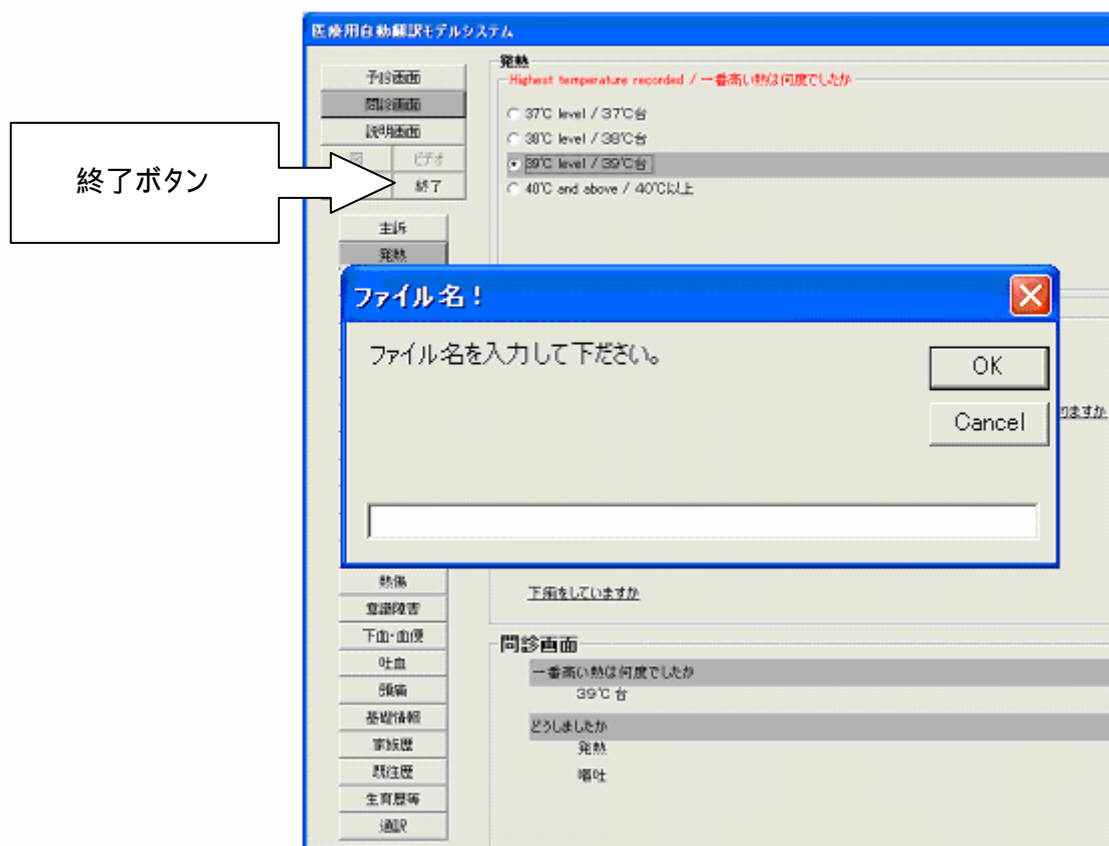 医療用自動翻訳モデルシステム
予診画面
問診画面
説明画面
ビデオ
終了
終了ボタン
主訴
発熱
発熱
Highest temperature recorded / 一番高い熱は何度でしたか
37℃ level / 37℃台
38℃ level / 38℃台
39℃ level / 39℃台
40℃ and above / 40℃以上
ファイル名!
ファイル名を入力して下ださい。
OK
Cancel
りますか
熱傷
意識障害
下血・血便
吐血
頭痛
基礎情報
家族歴
既往歴
生育歴等
通訳
下痢をしていますか
問診画面
一番高い熱は何度でしたか
39℃ 台
どうしましたか
発熱
嘔吐